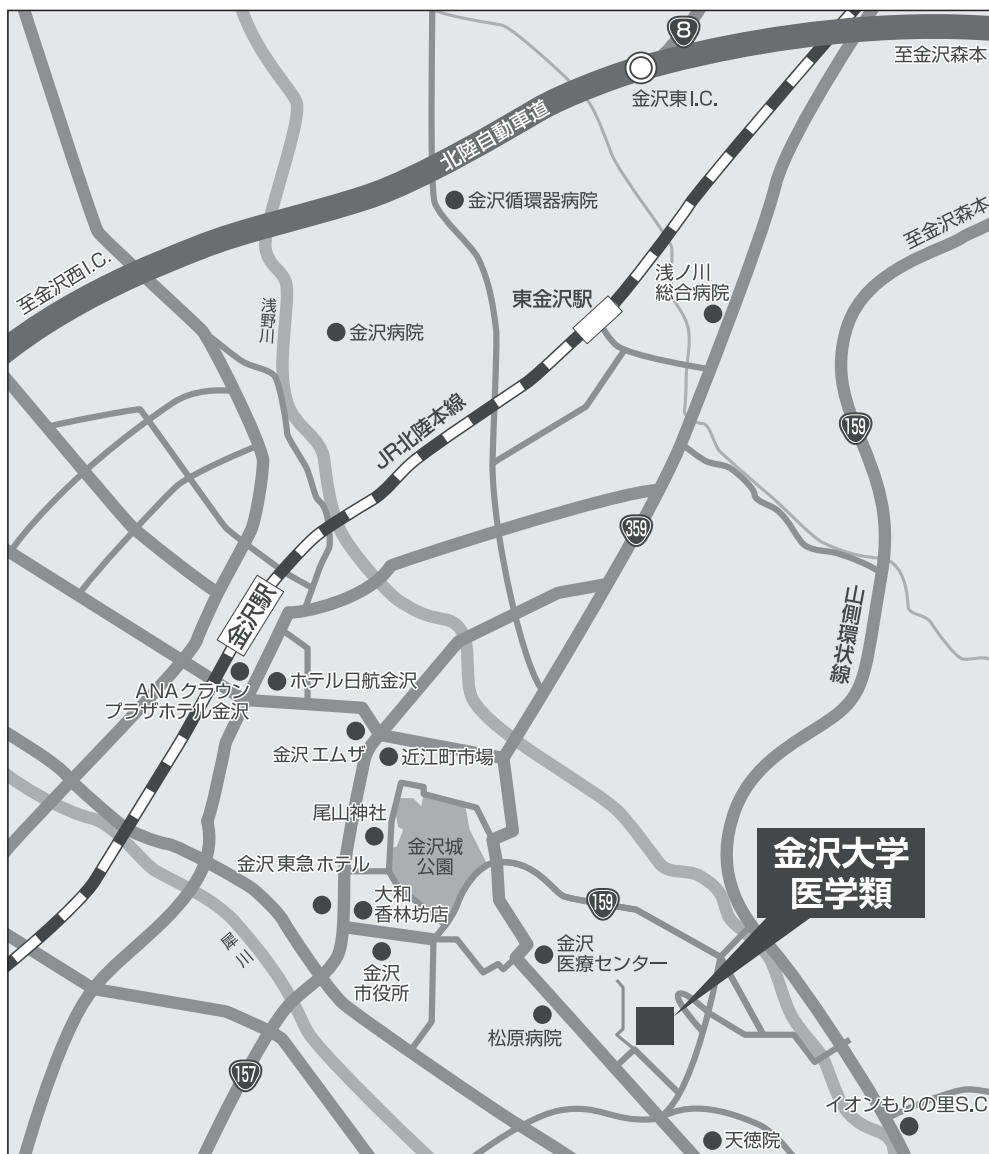 8
至金沢森本
金沢東I.C.
北陸自動車道
金沢循環器病院
至金沢森本
至金沢西I.C.
浅ノ川
総合病院
東金沢駅
浅野川
金沢病院
JR北陸本線
159
359
金沢駅
山側環状線
ホテル日航金沢
ANAクラウン
プラザホテル金沢
金沢エムザ
近江町市場
尾山神社
金沢城
公園
金沢大学
医学類
金沢東急ホテル
大和
香林坊店
159
犀川
金沢
市役所
金沢
医療センター
松原病院
157
イオンもりの里S.C
天徳院